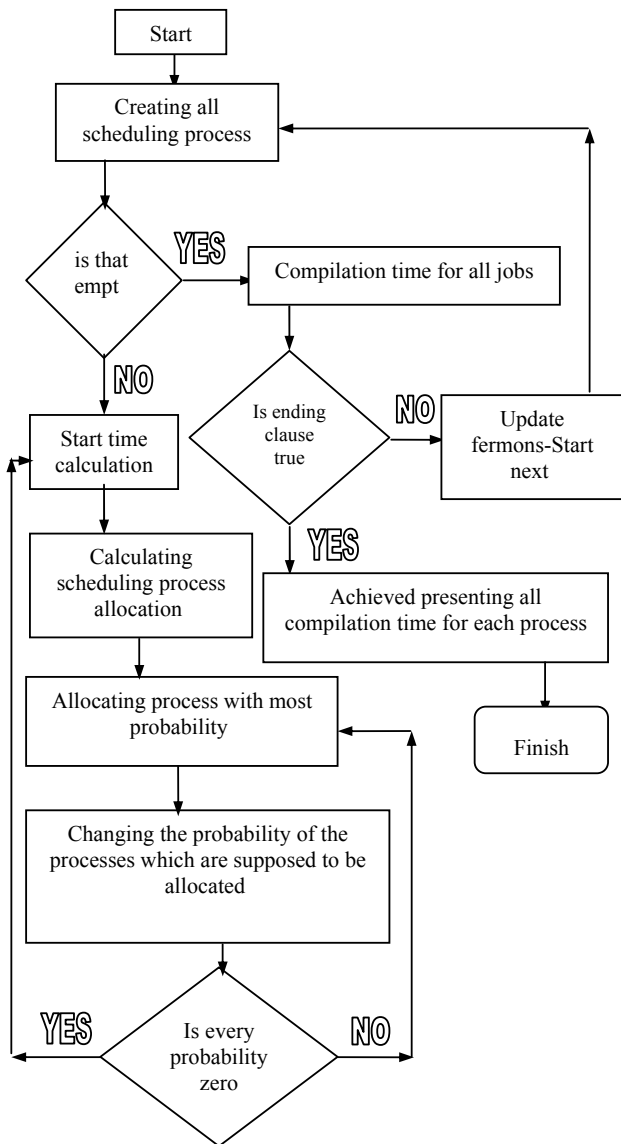 Start
Creating all
scheduling process
is that
empt
YES
Compilation time for all jobs
NO
Is ending
clause
true
NO
Update
fermons-Start
next
Start time
calculation
YES
Calculating
scheduling process
allocation
Achieved presenting all
compilation time for each process
Allocating process with most
probability
Finish
Changing the probability of the
processes which are supposed to be
allocated
YES
Is every
probability
zero
NO